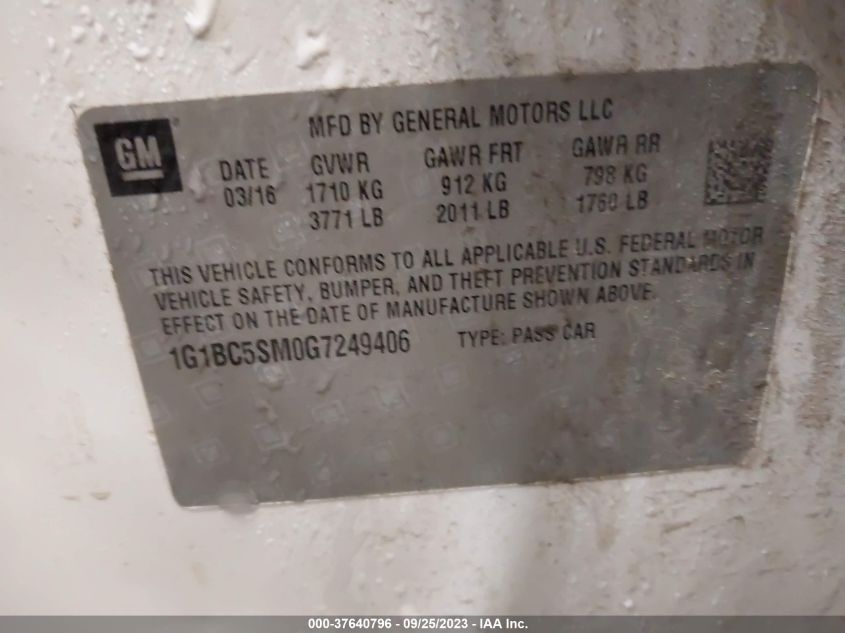 MFD BY GENERAL MOTORS LLC
GM
DATE GVWR GAWR FRT GAWR RR
03/16 1710 KG 912 KG 798 KG
3771 LB 2011 LB 1760 LB
THIS VEHICLE CONFORMS TO ALL APPLICABLE U.S. FEDERAL MOTOR
VEHICLE SAFETY, BUMPER, AND THEFT PREVENTION STANDARDS IN
EFFECT ON THE DATE OF MANUFACTURE SHOWN ABOVE.
1G1BC5SM0G7249406 TYPE: PASS CAR
000-37640796 - 09/25/2023 - IAA Inc.